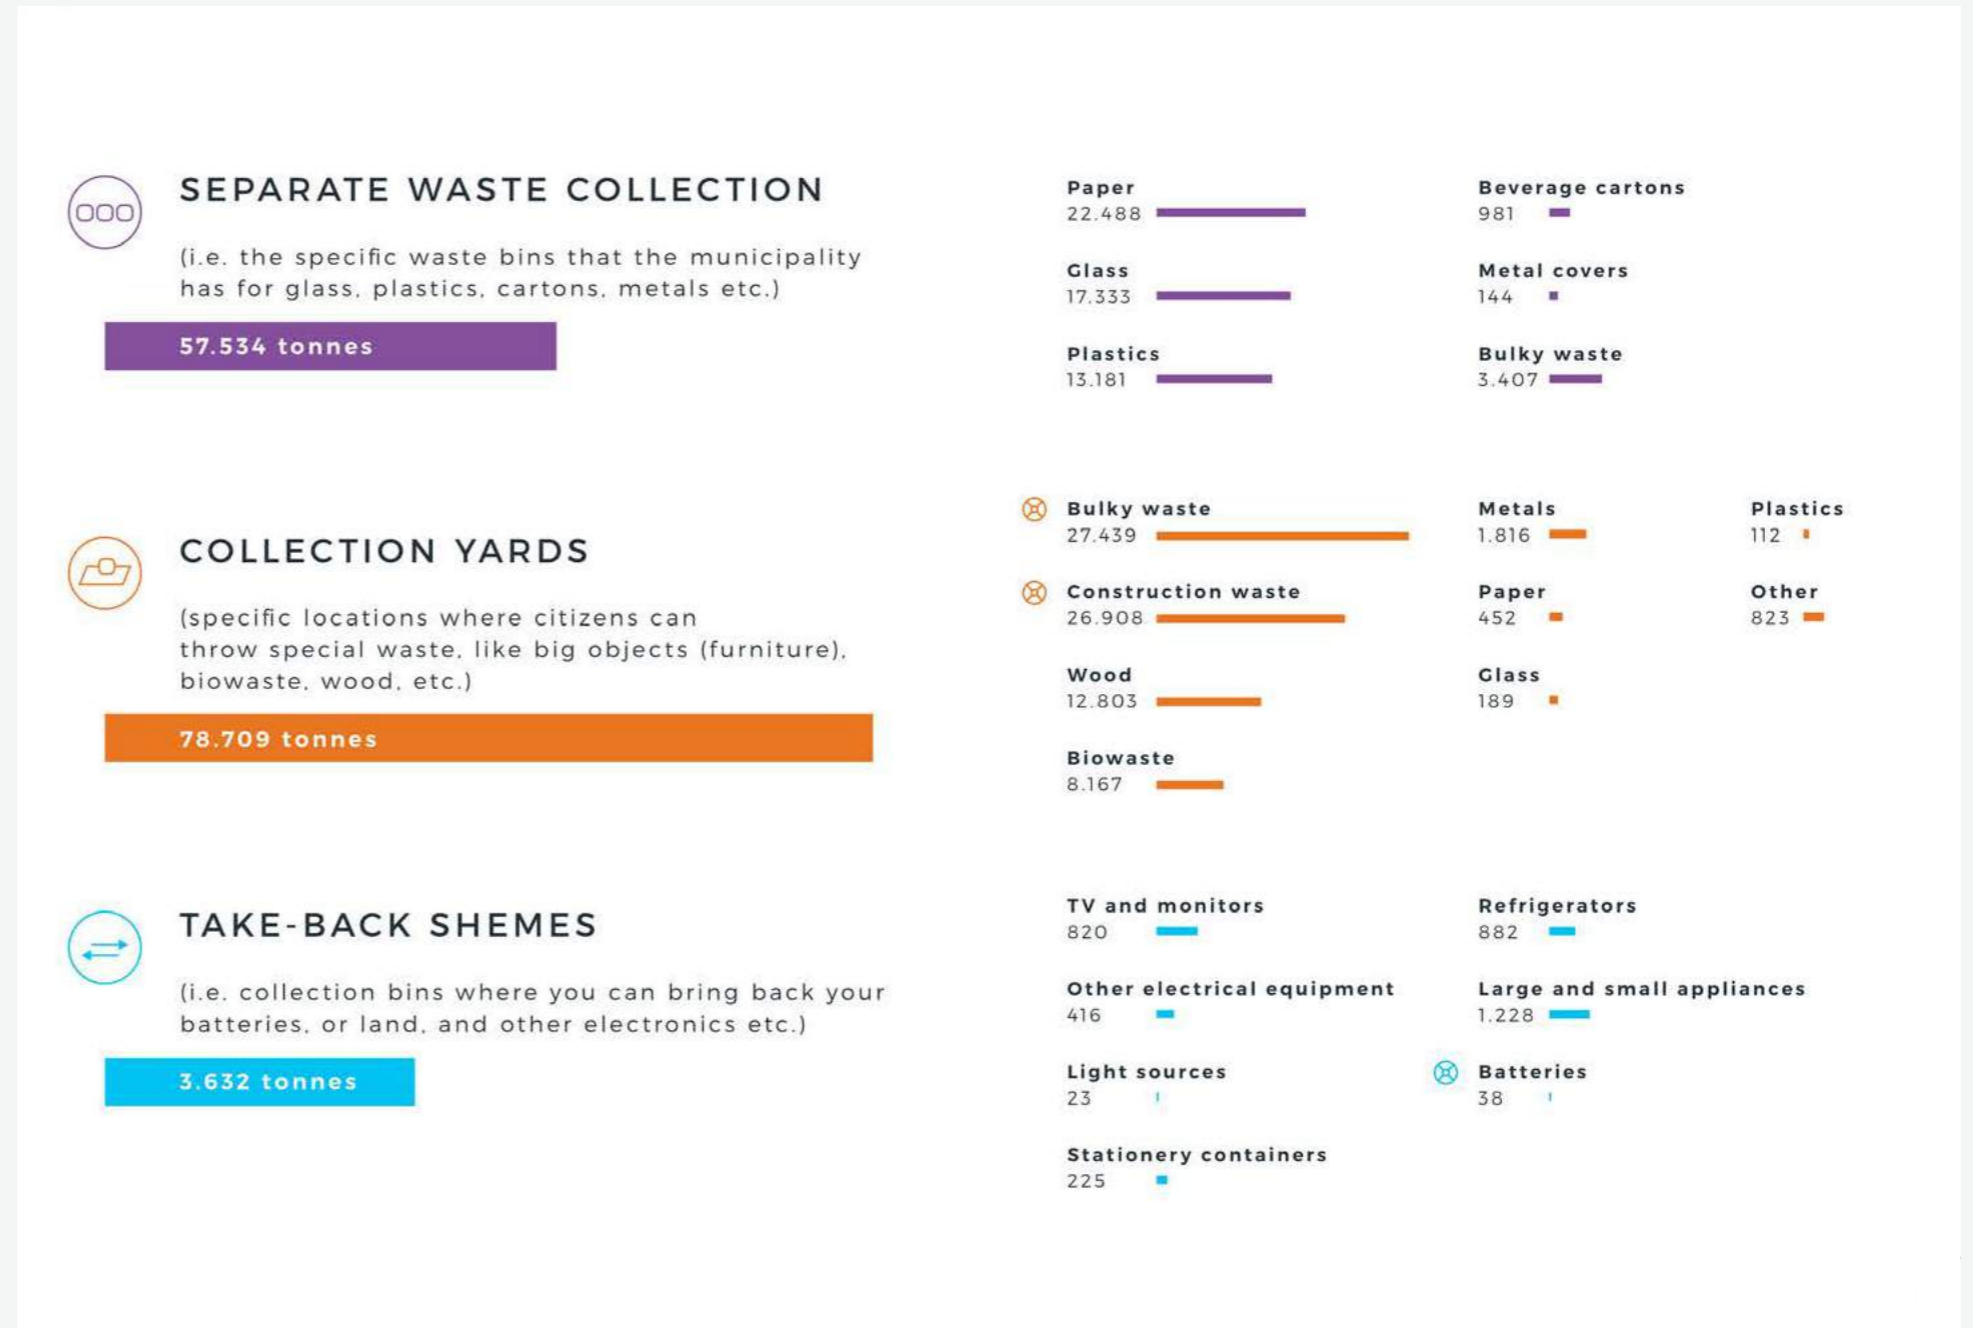 SEPARATE WASTE COLLECTION
(i.e. the specific waste bins that the municipality
has for glass, plastics, cartons, metals etc.)
57.534 tonnes
Paper
22.488
Glass
17.333
Plastics
13.181
Beverage cartons
981
Metal covers
144
Bulky waste
3.407
COLLECTION YARDS
(specific locations where citizens can
throw special waste, like big objects (furniture),
biowaste, wood, etc.)
78.709 tonnes
Bulky waste
27.439
Construction waste
26.908
Wood
12.803
Biowaste
8.167
Metals
1.816
Paper
452
Glass
189
Plastics
112
Other
823
TAKE-BACK SHEMES
(i.e. collection bins where you can bring back your
batteries, or land, and other electronics etc.)
3.632 tonnes
TV and monitors
820
Other electrical equipment
416
Light sources
23
Stationery containers
225
Refrigerators
882
Large and small appliances
1.228
Batteries
38